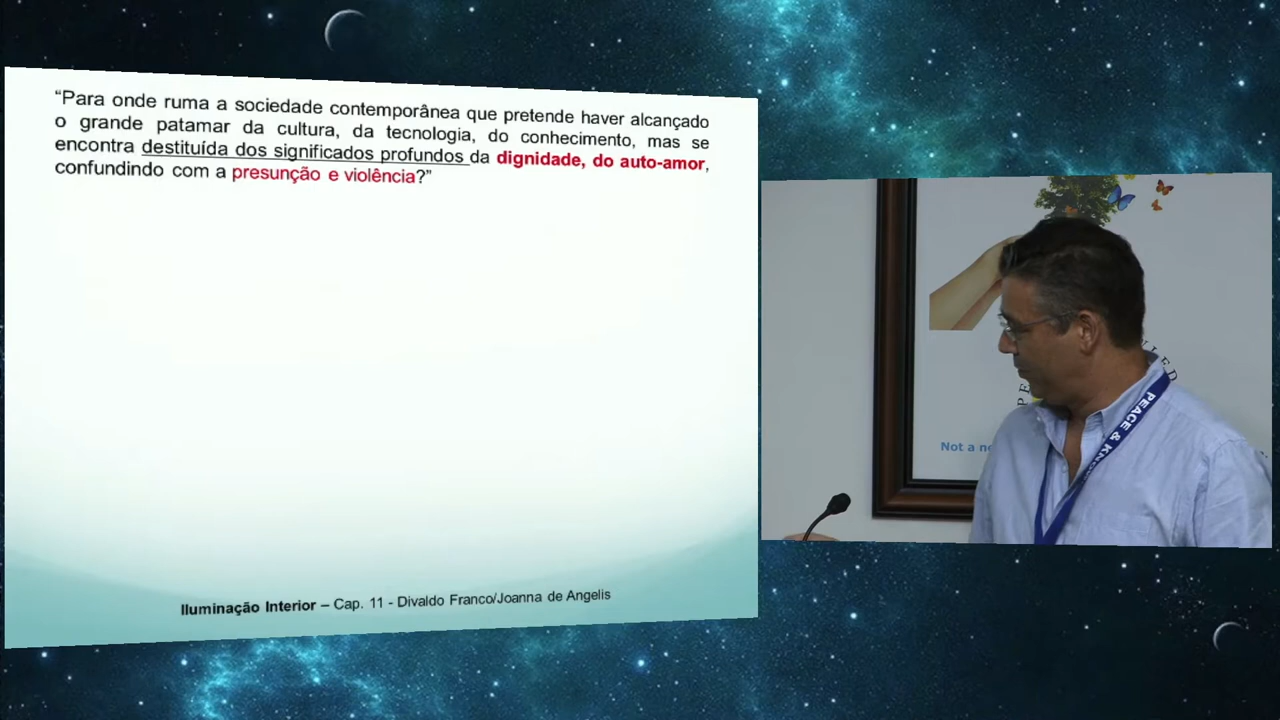 “Para onde ruma a sociedade contemporânea que pretende haver alcançado
o grande patamar da cultura, da tecnologia, do conhecimento, mas se
encontra destituída dos significados profundos da dignidade, do auto-amor,
confundindo com a presunção e violência?”
Iluminação Interior – Cap. 11 - Divaldo Franco/Joanna de Angelis
PEACE &
Not a